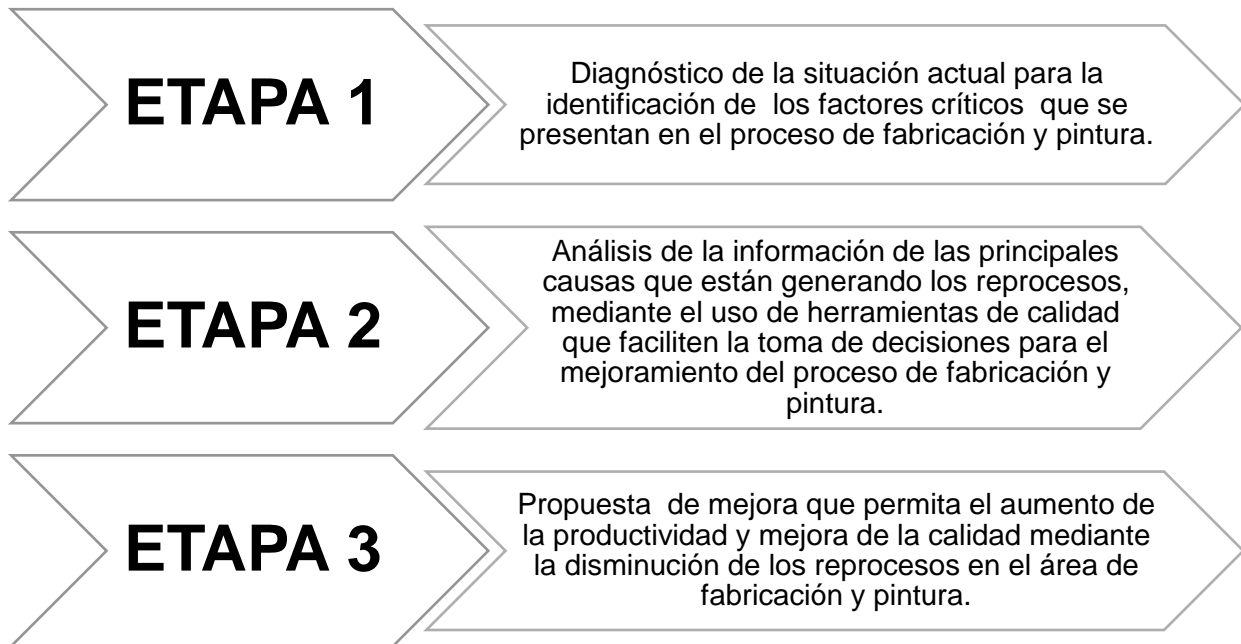 ETAPA 1
Diagnóstico de la situación actual para la
identificación de los factores críticos que se
presentan en el proceso de fabricación y pintura.
ETAPA 2
Análisis de la información de las principales
causas que están generando los reprocesos,
mediante el uso de herramientas de calidad
que faciliten la toma de decisiones para el
mejoramiento del proceso de fabricación y
pintura.
ETAPA 3
Propuesta de mejora que permita el aumento de
la productividad y mejora de la calidad mediante
la disminución de los reprocesos en el área de
fabricación y pintura.